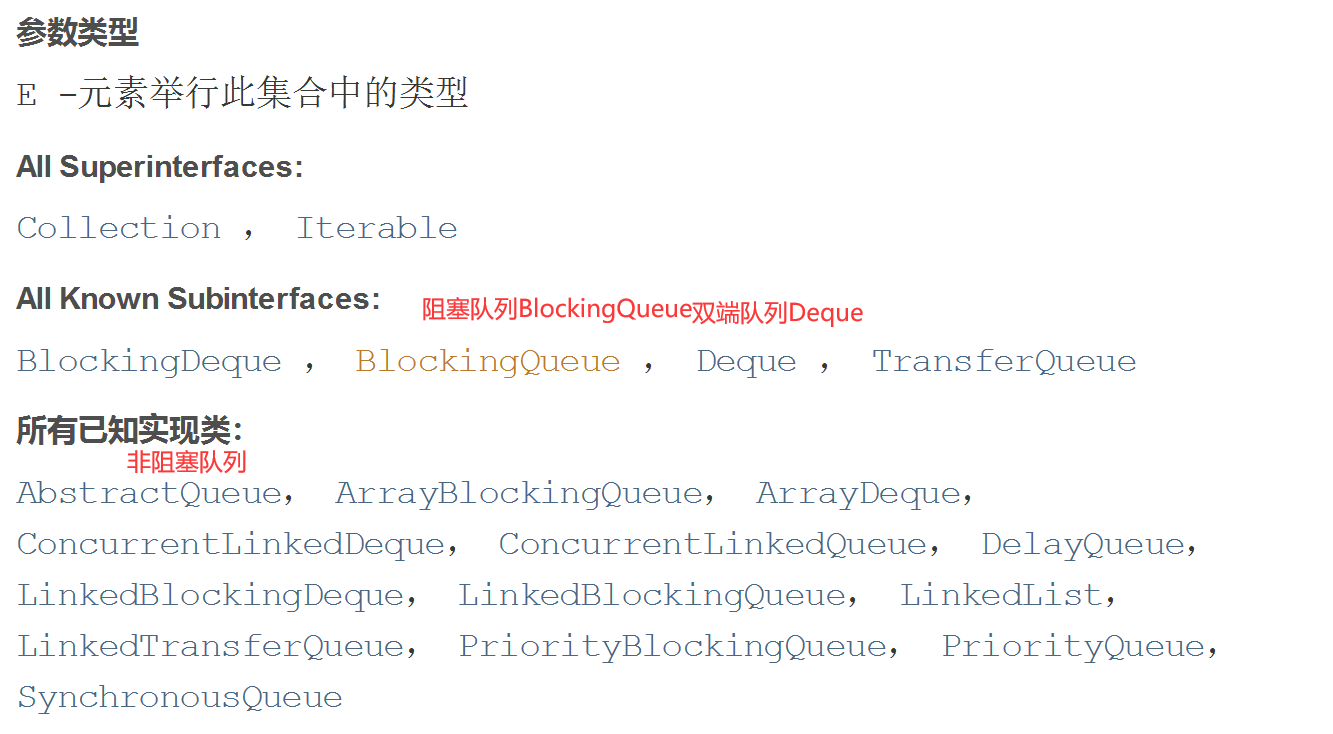 参数类型
E -元素举行此集合中的类型
All Superinterfaces:
Collection ， Iterable
All Known Subinterfaces:
阻塞队列BlockingQueue双端队列Deque
BlockingDeque ， BlockingQueue ， Deque ， TransferQueue
所有已知实现类：
非阻塞队列
AbstractQueue， ArrayBlockingQueue， ArrayDeque，
ConcurrentLinkedDeque， ConcurrentLinkedQueue， DelayQueue，
LinkedBlockingDeque， LinkedBlockingQueue， LinkedList，
LinkedTransferQueue， PriorityBlockingQueue， PriorityQueue，
SynchronousQueue